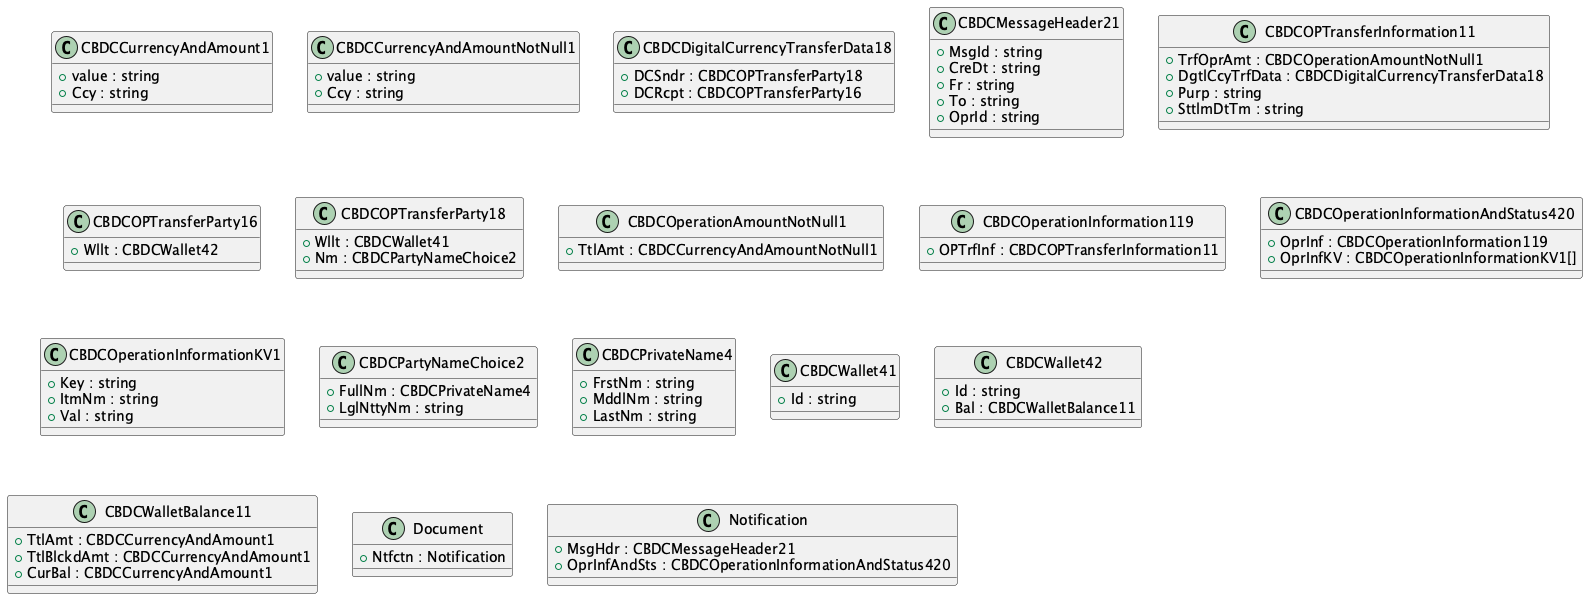 C CBDCCurrencyAndAmount1
value : string
Ccy : string
C CBDCCurrencyAndAmountNotNull1
value : string
Ccy : string
C CBDCDigitalCurrencyTransferData18
DCSndr : CBDCOPTransferParty18
DCRcpt : CBDCOPTransferParty16
C CBDCMessageHeader21
MsgId : string
CreDt : string
Fr : string
To : string
OprId : string
C CBDCOPTransferInformation11
TrfOprAmt : CBDCOperationAmountNotNull1
DgtlCcyTrfData : CBDCDigitalCurrencyTransferData18
Purp : string
SttlmDtTm : string
C CBDCOPTransferParty16
Wllt : CBDCWallet42
C CBDCOPTransferParty18
Wllt : CBDCWallet41
Nm : CBDCPartyNameChoice2
C CBDCOperationAmountNotNull1
TtlAmt : CBDCCurrencyAndAmountNotNull1
C CBDCOperationInformation119
OPTrfInf : CBDCOPTransferInformation11
C CBDCOperationInformationAndStatus420
OprInf : CBDCOperationInformation119
OprInfKV : CBDCOperationInformationKV1[]
C CBDCOperationInformationKV1
Key : string
ItmNm : string
Val : string
C CBDCPartyNameChoice2
FullNm : CBDCPrivateName4
LglNttyNm : string
C CBDCPrivateName4
FrstNm : string
MddlNm : string
LastNm : string
C CBDCWallet41
Id : string
C CBDCWallet42
Id : string
Bal : CBDCWalletBalance11
C CBDCWalletBalance11
TtlAmt : CBDCCurrencyAndAmount1
TtlBlckdAmt : CBDCCurrencyAndAmount1
CurBal : CBDCCurrencyAndAmount1
C Document
Ntfctn : Notification
C Notification
MsgHdr : CBDCMessageHeader21
OprInfAndSts : CBDCOperationInformationAndStatus420